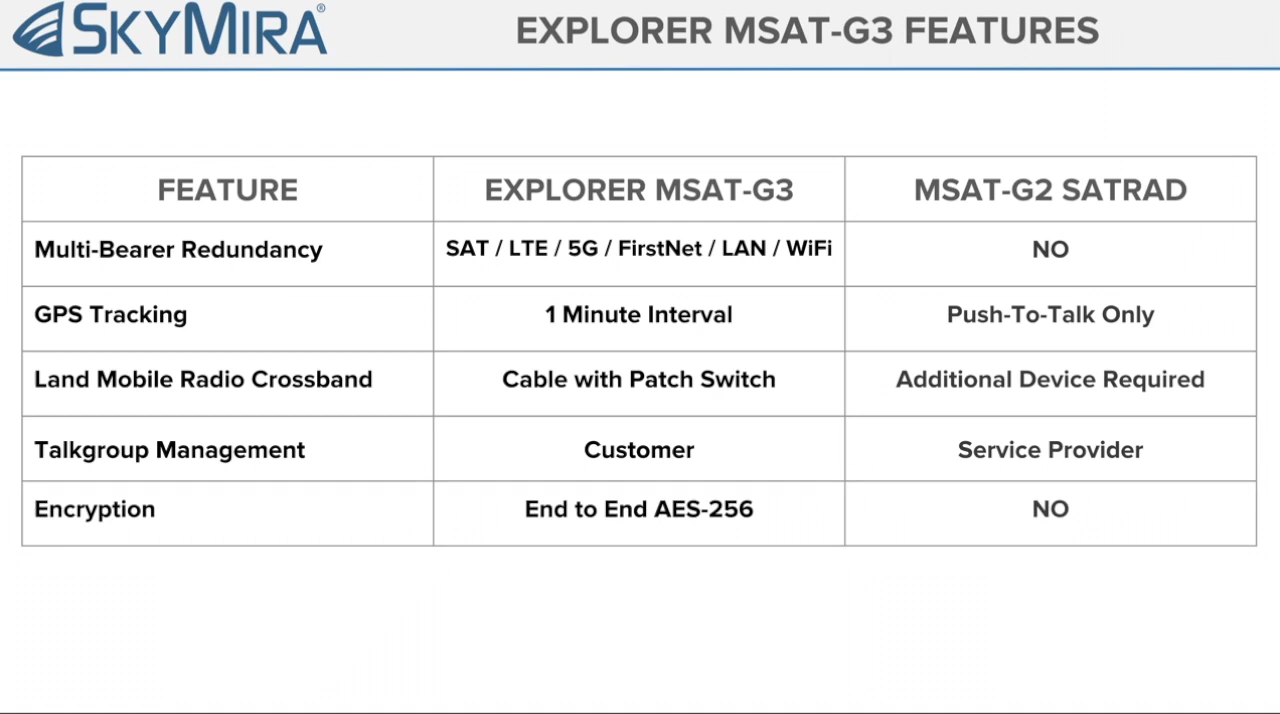 SKYMIRA®
EXPLORER MSAT-G3 FEATURES
FEATURE EXPLORER MSAT-G3 MSAT-G2 SATRAD
Multi-Bearer Redundancy SAT / LTE / 5G / FirstNet / LAN / WiFi NO
GPS Tracking 1 Minute Interval Push-To-Talk Only
Land Mobile Radio Crossband Cable with Patch Switch Additional Device Required
Talkgroup Management Customer Service Provider
Encryption End to End AES-256 NO